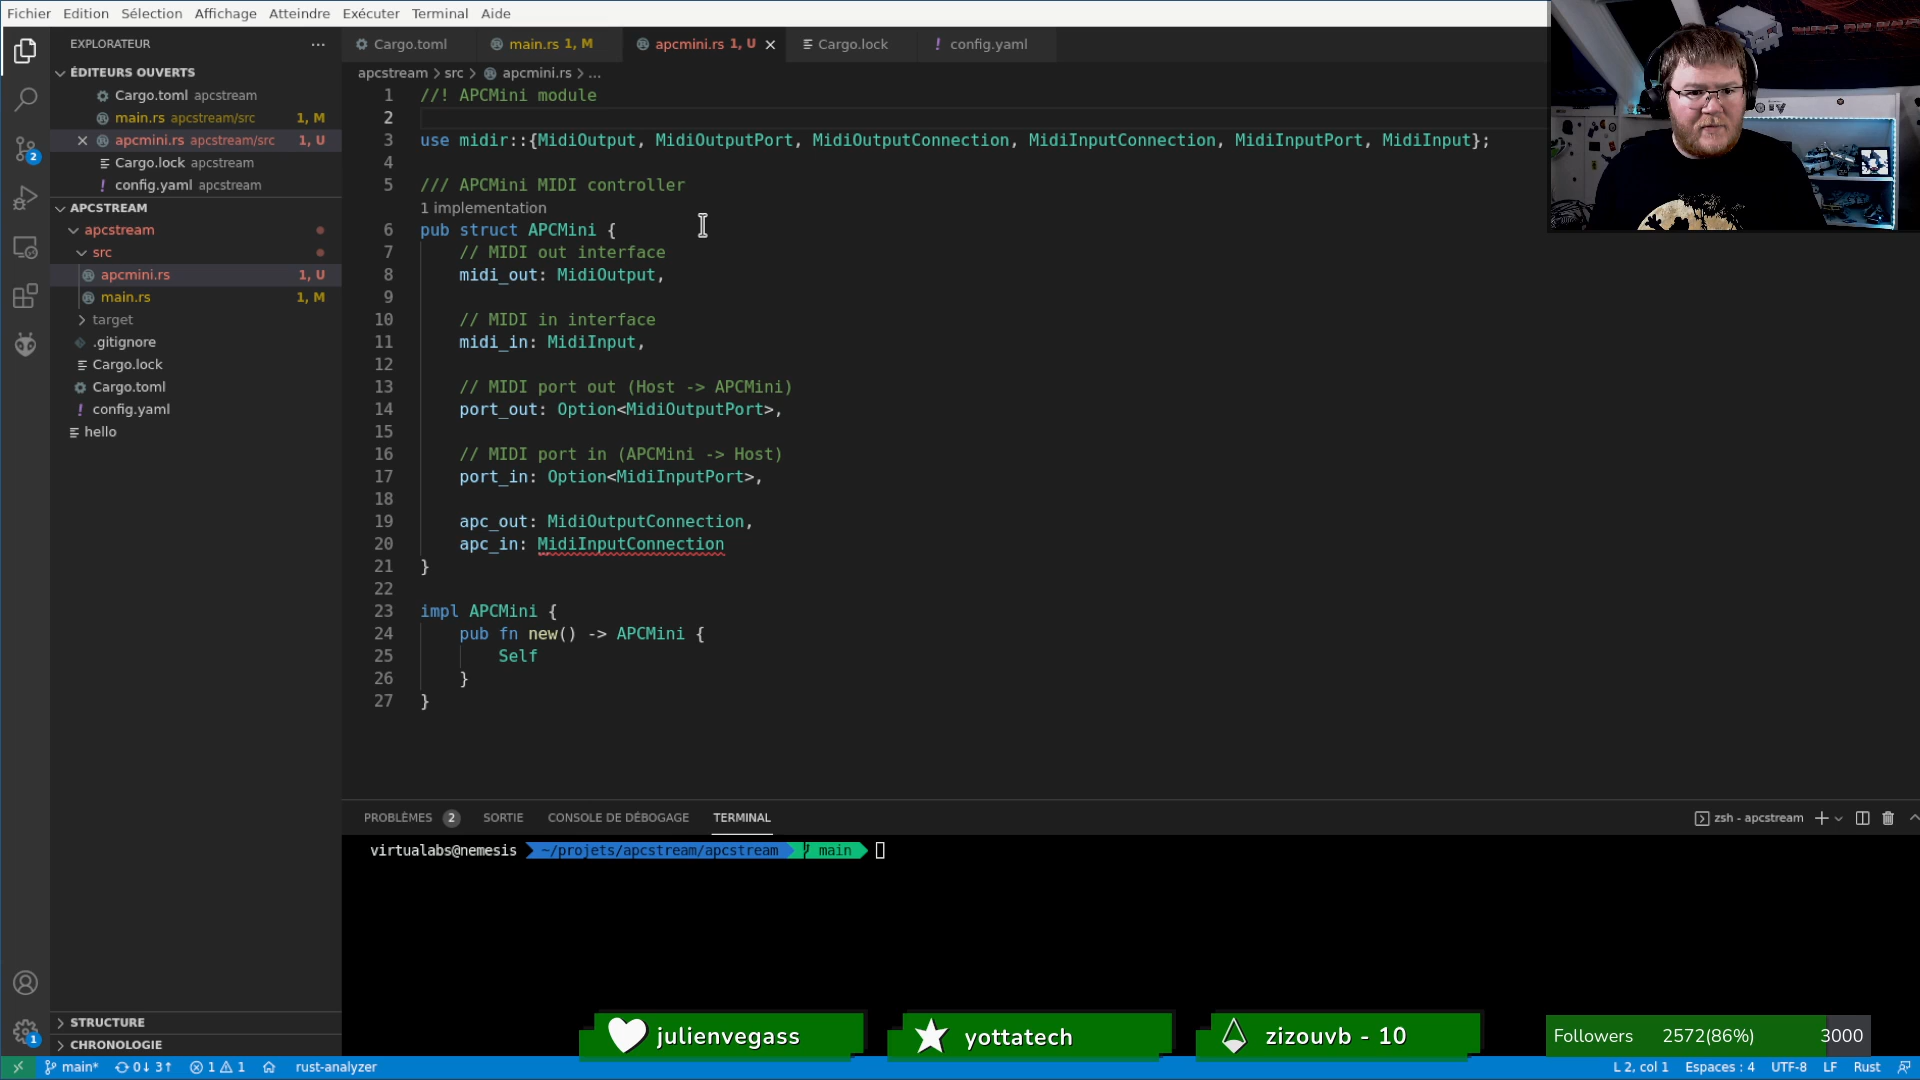 Fichier Edition Sélection Affichage Atteindre Exécuter Terminal Aide
EXPLORATEUR
ÉDITEURS OUVERTS
Cargo.toml apcstream
main.rs apcstream/src 1, M
apcmini.rs apcstream/src 1, U
Cargo.lock apcstream
config.yaml apcstream
APCSTREAM
apcstream
src
apcmini.rs 1, U
main.rs 1, M
target
.gitignore
Cargo.lock
Cargo.toml
config.yaml
hello
STRUCTURE
CHRONOLOGIE
Cargo.toml main.rs 1, M apcmini.rs 1, U Cargo.lock config.yaml
apcstream > src > apcmini.rs > ...
1 //! APCMini module
2
3 use midir::{MidiOutput, MidiOutputPort, MidiOutputConnection, MidiInputConnection, MidiInputPort, MidiInput};
4
5 /// APCMini MIDI controller
1 implementation
6 pub struct APCMini {
7 // MIDI out interface
8 midi_out: MidiOutput,
9
10 // MIDI in interface
11 midi_in: MidiInput,
12
13 // MIDI port out (Host -> APCMini)
14 port_out: Option<MidiOutputPort>,
15
16 // MIDI port in (APCMini -> Host)
17 port_in: Option<MidiInputPort>,
18
19 apc_out: MidiOutputConnection,
20 apc_in: MidiInputConnection
21 }
22
23 impl APCMini {
24 pub fn new() -> APCMini {
25 Self
26 }
27 }
PROBLÈMES 2 SORTIE CONSOLE DE DÉBOGAGE TERMINAL
zsh - apcstream
virtualabs@nemesis ~/projets/apcstream/apcstream main
julienvegass
yottatech
zizouvb - 10
Followers 2572(86%) 3000
2
1
main* 0↓ 3↑ 1 1 rust-analyzer
L 2, col 1 Espaces : 4 UTF-8 LF Rust